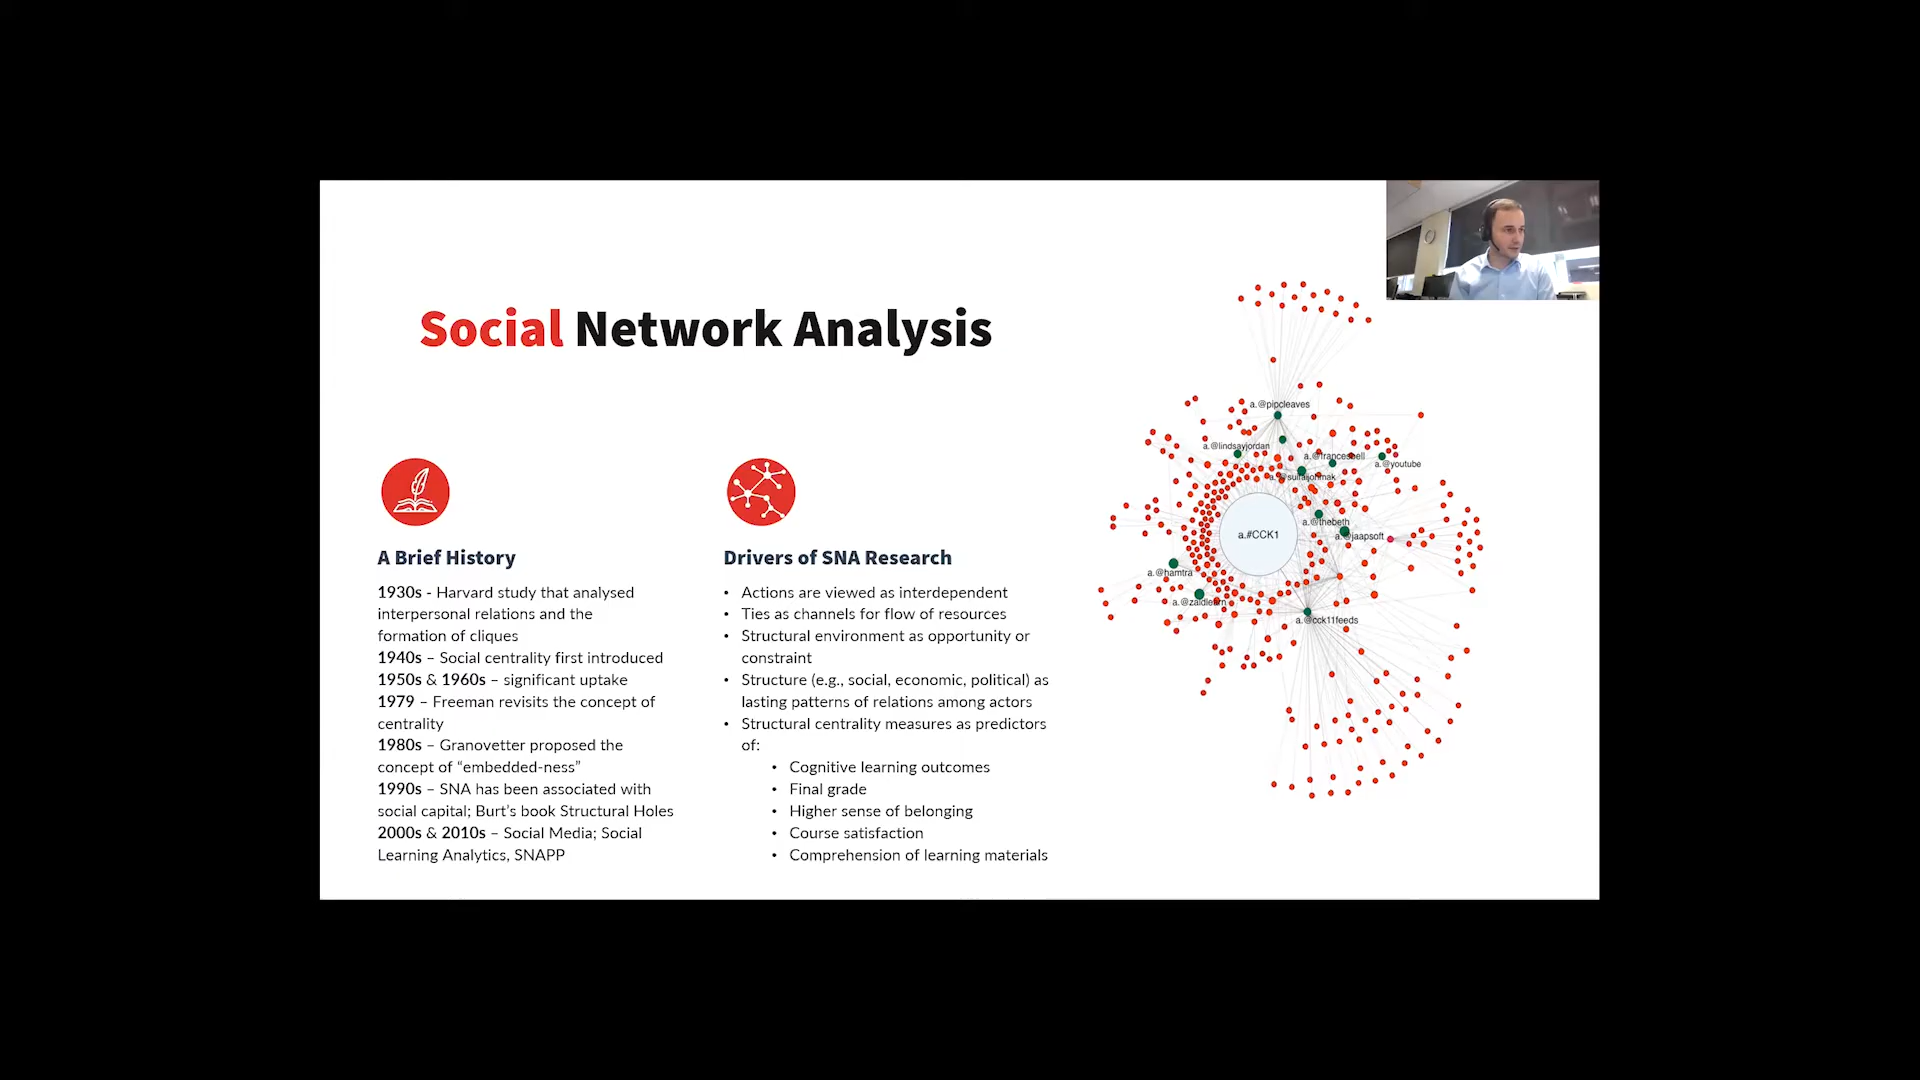 Social Network Analysis
A Brief History
1930s - Harvard study that analysed
interpersonal relations and the
formation of cliques
1940s – Social centrality first introduced
1950s & 1960s – significant uptake
1979 – Freeman revisits the concept of
centrality
1980s – Granovetter proposed the
concept of “embedded-ness”
1990s – SNA has been associated with
social capital; Burt’s book Structural Holes
2000s & 2010s – Social Media; Social
Learning Analytics, SNAPP
Drivers of SNA Research
• Actions are viewed as interdependent
• Ties as channels for flow of resources
• Structural environment as opportunity or
constraint
• Structure (e.g., social, economic, political) as
lasting patterns of relations among actors
• Structural centrality measures as predictors
of:
• Cognitive learning outcomes
• Final grade
• Higher sense of belonging
• Course satisfaction
• Comprehension of learning materials
a.@pipcleaves
a.@lindsayjordan
a.@francesbell
a.@youtube
a.@thebeth
a.#CCK1
a.@jaapsoft
a.@hamtra
a.@zaidlearn
a.@cck11feeds